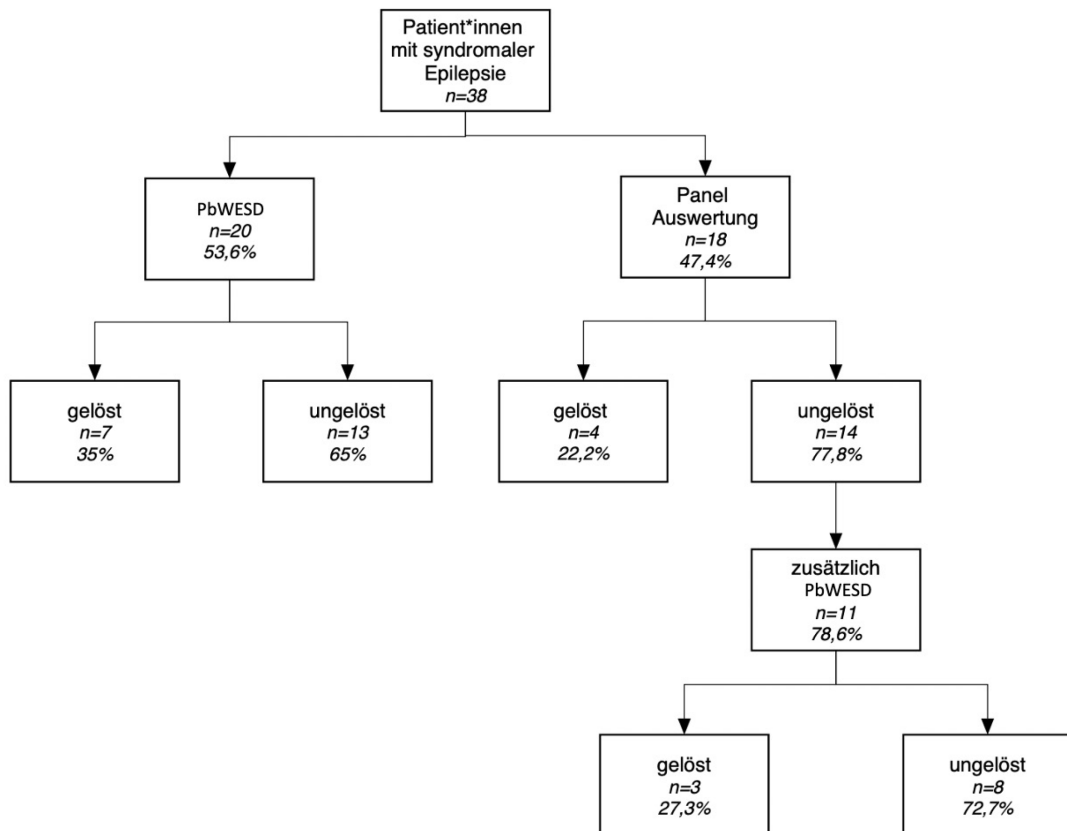 Patient*innen
mit syndromaler
Epilepsie
n=38
PbWESD
n=20
53,6%
Panel
Auswertung
n=18
47,4%
gelöst
n=7
35%
ungelöst
n=13
65%
gelöst
n=4
22,2%
ungelöst
n=14
77,8%
zusätzlich
PbWESD
n=11
78,6%
gelöst
n=3
27,3%
ungelöst
n=8
72,7%